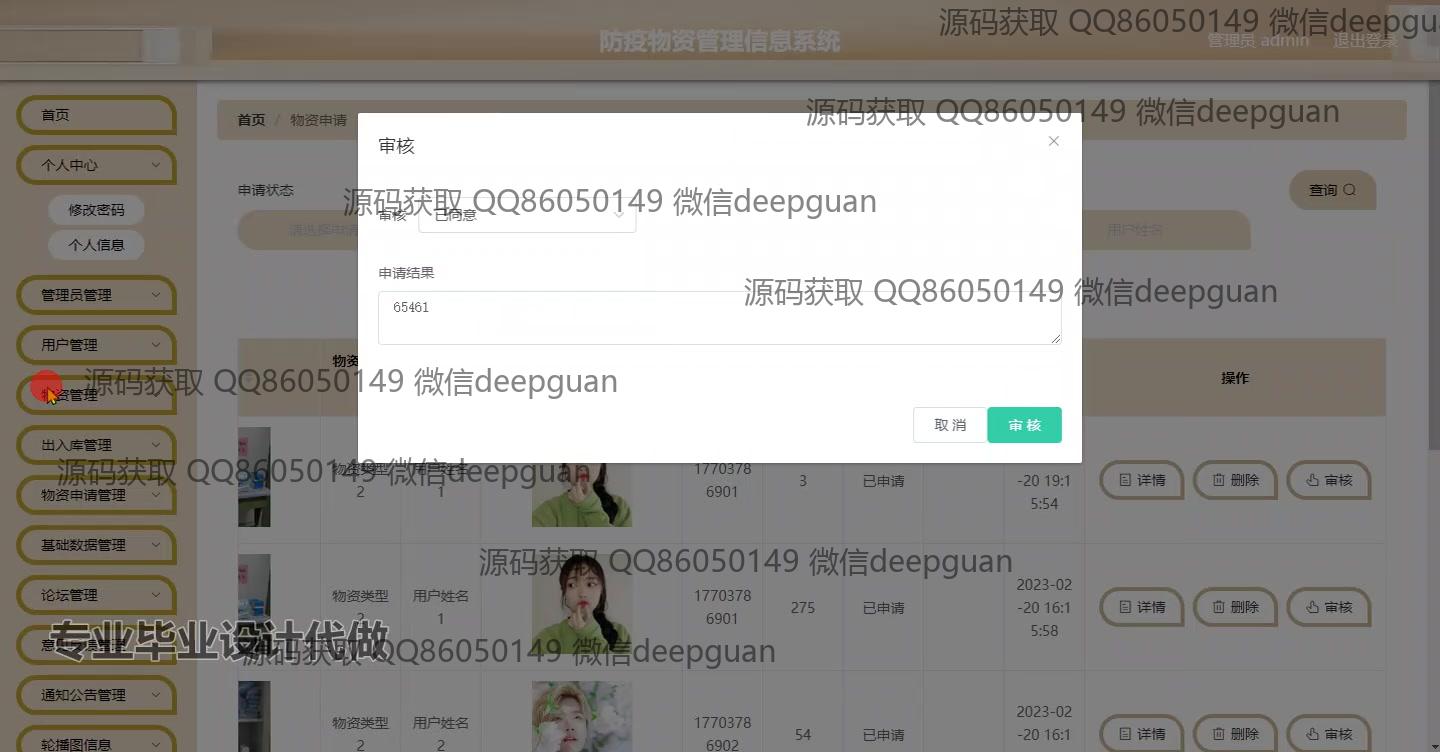 源码获取 QQ86050149 微信deepgu
防疫物资管理信息系统
管理员 admin 退出登录
源码获取 QQ86050149 微信deepguan
首页
首页 / 物资申请
审核
个人中心
申请状态
查询
源码获取 QQ86050149 微信deepguan
修改密码
审核 已同意
请选择申请
用户姓名
个人信息
申请结果
源码获取 QQ86050149 微信deepguan
管理员管理
65461
用户管理
物资
操作
源码获取 QQ86050149 微信deepguan
物资管理
取消 审核
出入库管理
源码获取 QQ86050149 微信deepguan
物资类型
2
用户姓名
1
1770378
6901
3
已申请
-20 19:1
5:54
详情 删除 审核
物资申请管理
基础数据管理
源码获取 QQ86050149 微信deepguan
论坛管理
物资类型
2
用户姓名
1
1770378
6901
275
已申请
2023-02
-20 16:1
5:58
详情 删除 审核
专业毕业设计代做
源码获取 QQ86050149 微信deepguan
通知公告管理
物资类型
2
用户姓名
2
1770378
6902
54
已申请
2023-02
-20 16:1
详情 删除 审核
轮播图信息